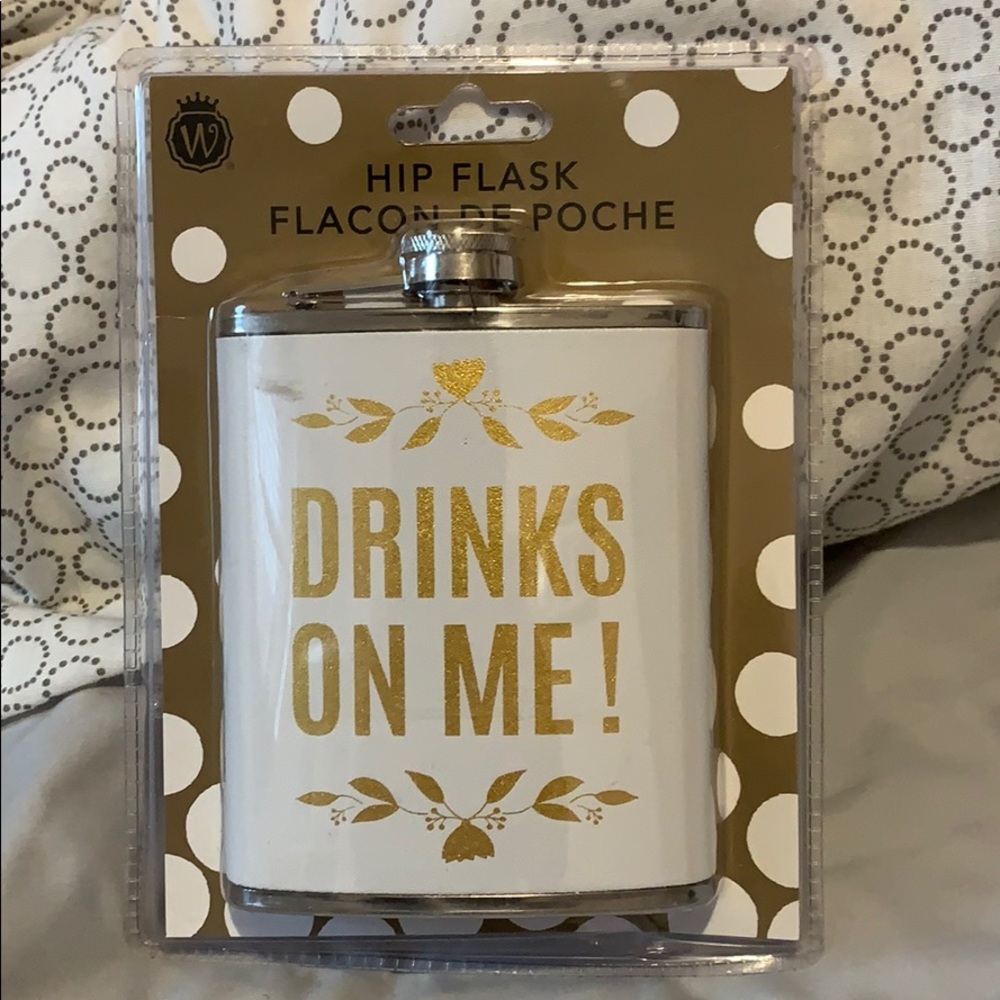 W
HIP FLASK
FLACON DE POCHE
DRINKS
ON ME!